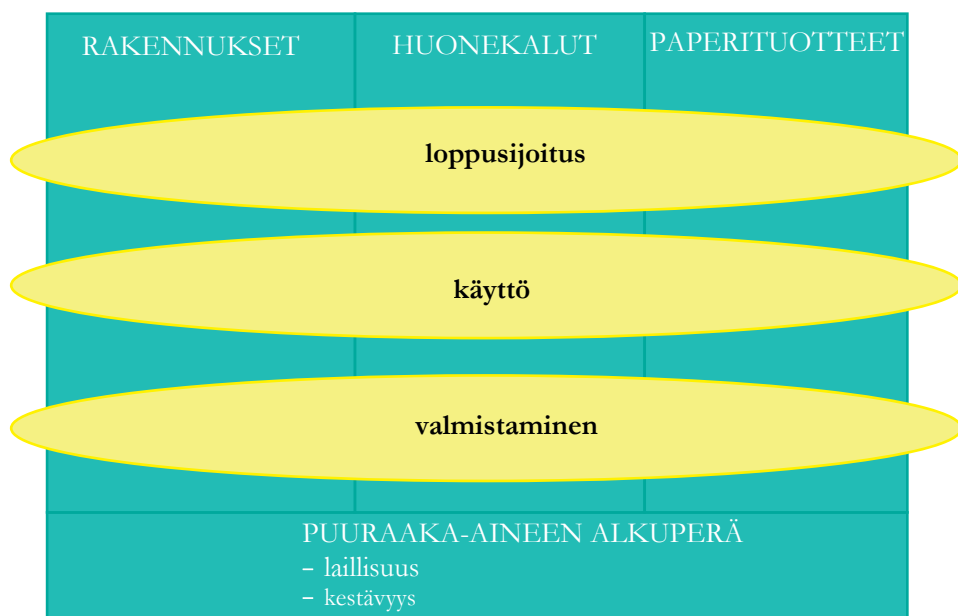 RAKENNUKSET
HUONEKALUT
PAPERITUOTTEET
loppusijoitus
käyttö
valmistaminen
PUURAAKA-AINEEN ALKUPERÄ
– laillisuus
– kestävyys